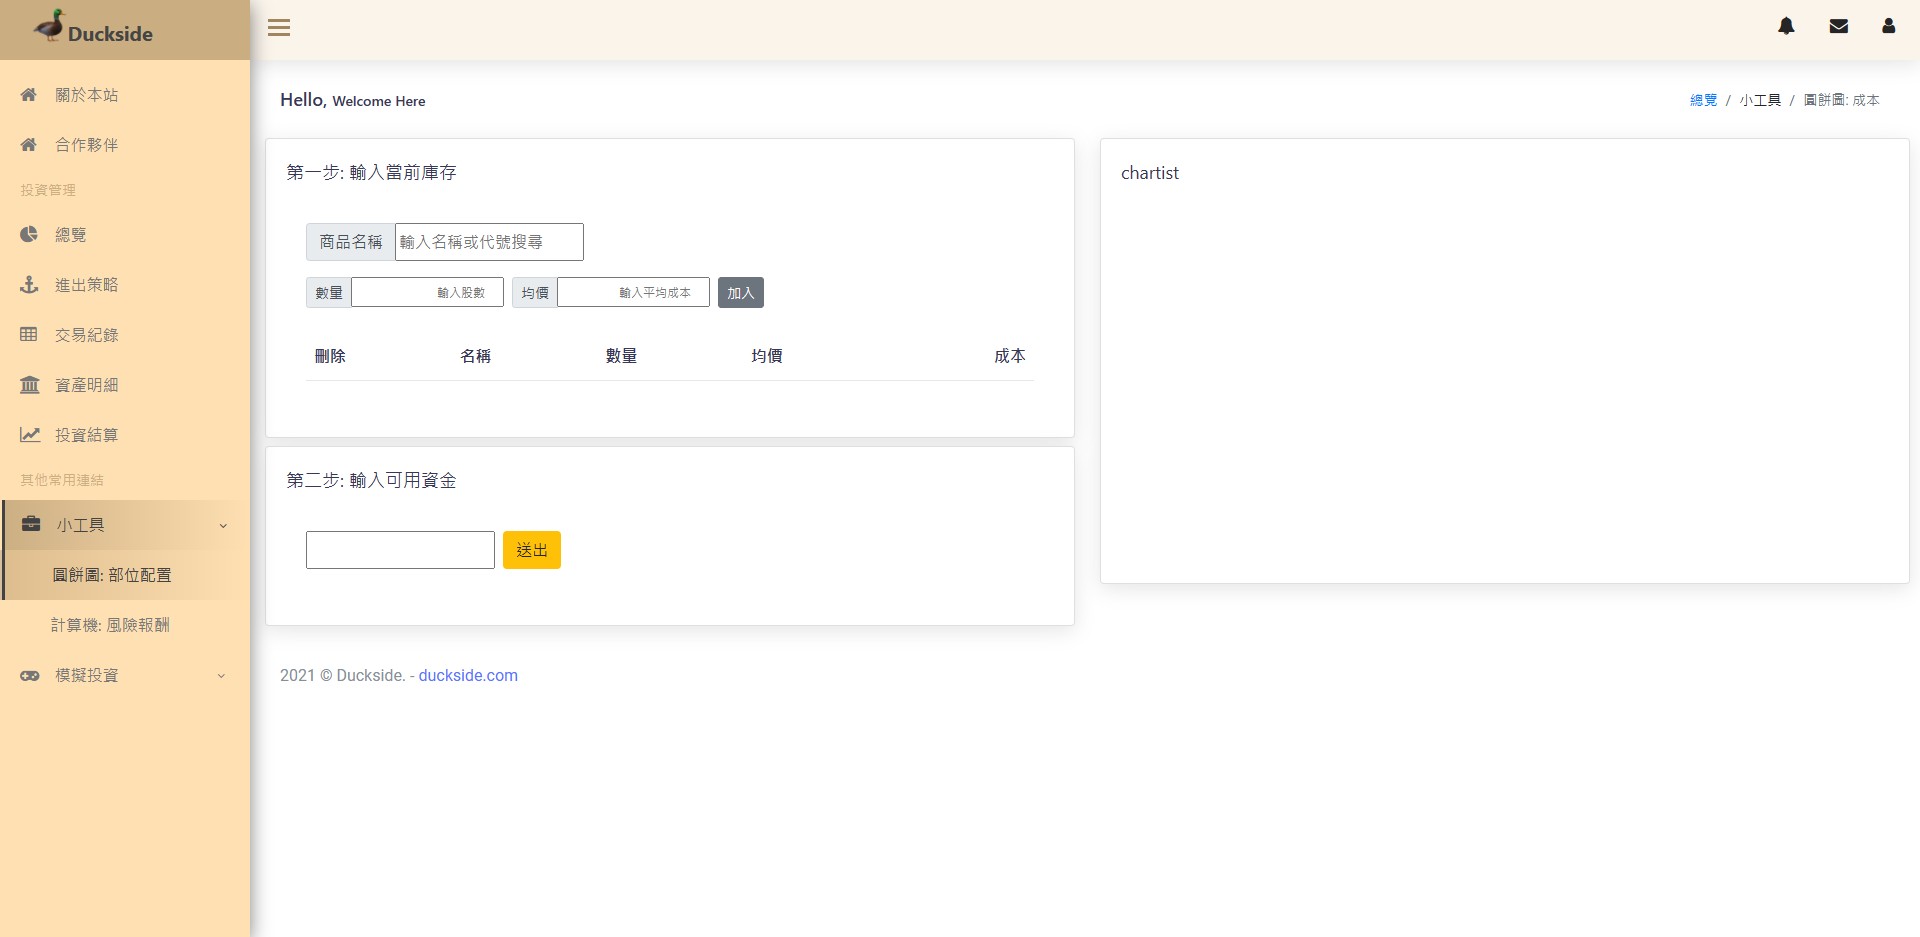 Duckside
關於本站
合作夥伴
投資管理
總覽
進出策略
交易紀錄
資產明細
投資結算
其他常用連結
小工具
圓餅圖: 部位配置
計算機: 風險報酬
模擬投資
Hello, Welcome Here
總覽 / 小工具 / 圓餅圖: 成本
第一步: 輸入當前庫存
商品名稱 輸入名稱或代號搜尋
數量 輸入股數 均價 輸入平均成本 加入
刪除 名稱 數量 均價 成本
第二步: 輸入可用資金
送出
chartist
2021 © Duckside. - duckside.com